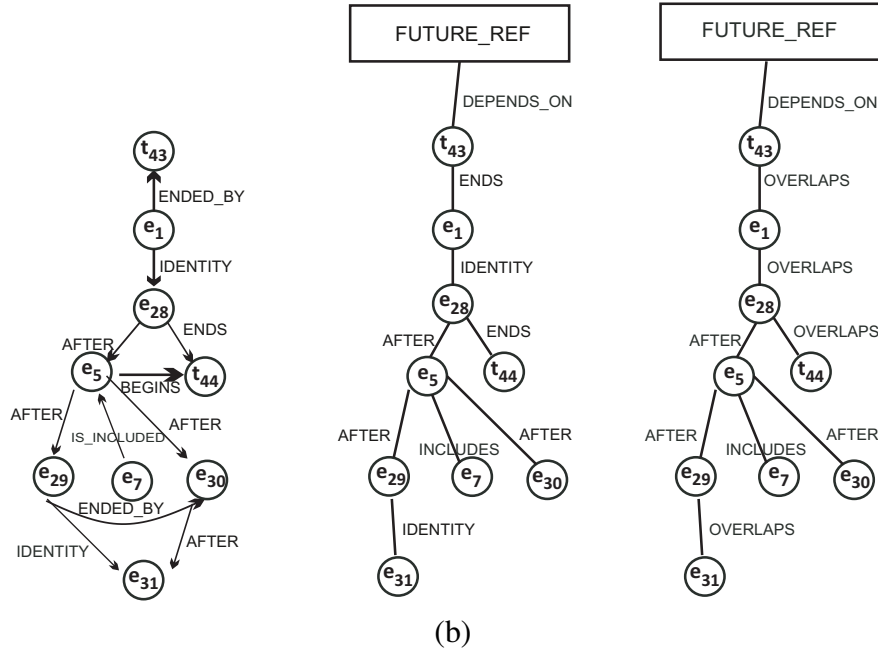 FUTURE_REF
FUTURE_REF
DEPENDS_ON
DEPENDS_ON
t43
t43
t43
ENDED_BY
ENDS
OVERLAPS
e1
e1
e1
IDENTITY
IDENTITY
OVERLAPS
e28
e28
e28
AFTER
ENDS
AFTER
ENDS
AFTER
OVERLAPS
e5
t44
e5
t44
e5
t44
BEGINS
AFTER
IS_INCLUDED
AFTER
AFTER
INCLUDES
AFTER
AFTER
INCLUDES
AFTER
e29
e7
e30
e29
e7
e30
e29
e7
e30
ENDED_BY
IDENTITY
AFTER
IDENTITY
OVERLAPS
e31
e31
e31
(b)